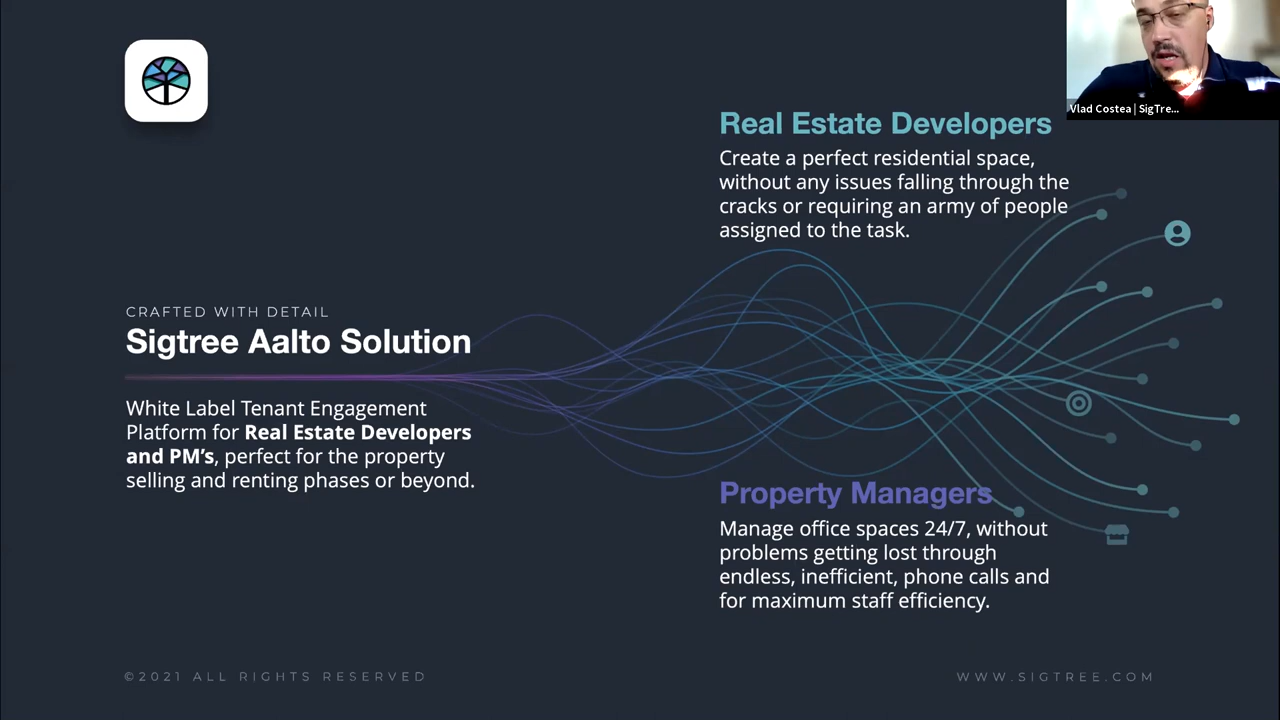 Vlad Costea | SigTre...
CRAFTED WITH DETAIL
Sigtree Aalto Solution
White Label Tenant Engagement
Platform for Real Estate Developers
and PM's, perfect for the property
selling and renting phases or beyond.
Real Estate Developers
Create a perfect residential space,
without any issues falling through the
cracks or requiring an army of people
assigned to the task.
Property Managers
Manage office spaces 24/7, without
problems getting lost through
endless, inefficient, phone calls and
for maximum staff efficiency.
©2021 ALL RIGHTS RESERVED
WWW.SIGTREE.COM